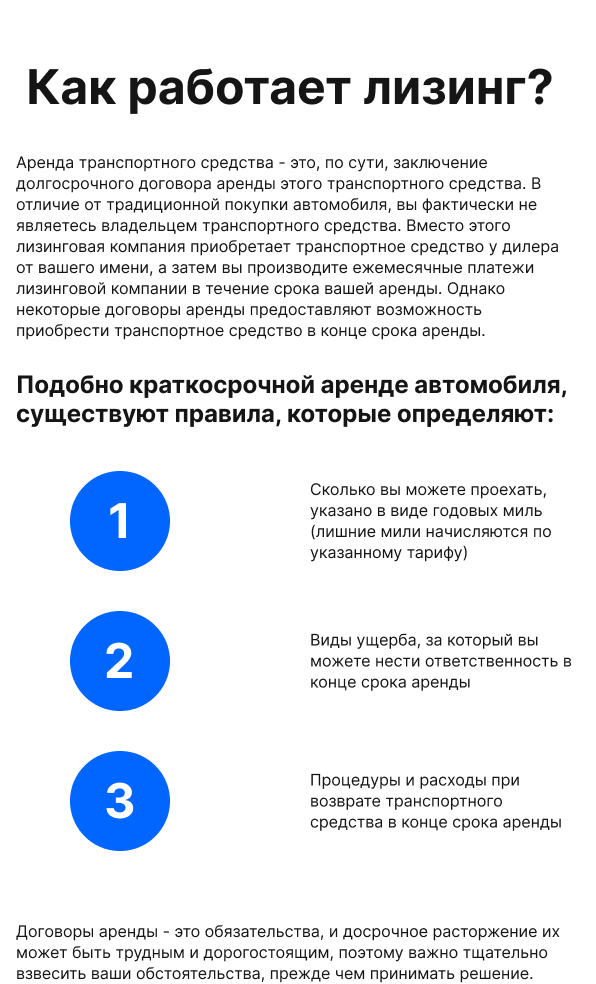 Как работает лизинг?
Аренда транспортного средства - это, по сути, заключение
долгосрочного договора аренды этого транспортного средства. В
отличие от традиционной покупки автомобиля, вы фактически не
являетесь владельцем транспортного средства. Вместо этого
лизинговая компания приобретает транспортное средство у дилера
от вашего имени, а затем вы производите ежемесячные платежи
лизинговой компании в течение срока вашей аренды. Однако
некоторые договоры аренды предоставляют возможность
приобрести транспортное средство в конце срока аренды.
Подобно краткосрочной аренде автомобиля,
существуют правила, которые определяют:
1
Сколько вы можете проехать,
указано в виде годовых миль
(лишние мили начисляются по
указанному тарифу)
2
Виды ущерба, за который вы
можете нести ответственность в
конце срока аренды
3
Процедуры и расходы при
возврате транспортного
средства в конце срока аренды
Договоры аренды - это обязательства, и досрочное расторжение их
может быть трудным и дорогостоящим, поэтому важно тщательно
взвесить ваши обстоятельства, прежде чем принимать решение.